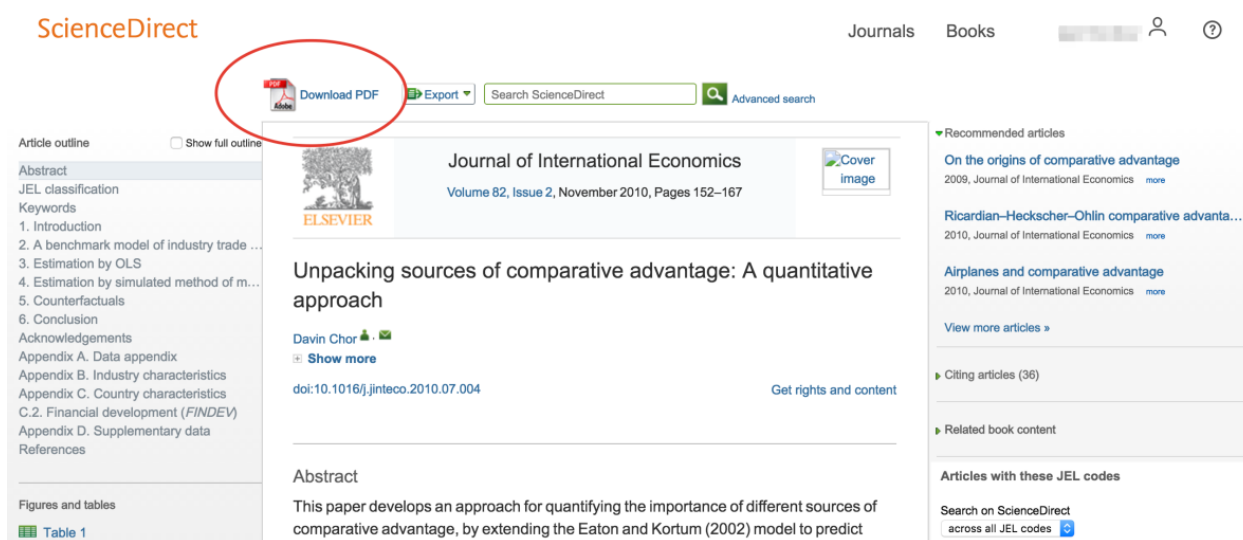 ScienceDirect
Journals
Books
?
PDF
Adobe
Download PDF
Export
Search ScienceDirect
Advanced search
Article outline
Show full outline
Abstract
JEL classification
Keywords
1. Introduction
2. A benchmark model of industry trade ...
3. Estimation by OLS
4. Estimation by simulated method of m...
5. Counterfactuals
6. Conclusion
Acknowledgements
Appendix A. Data appendix
Appendix B. Industry characteristics
Appendix C. Country characteristics
C.2. Financial development (FINDEV)
Appendix D. Supplementary data
References
Figures and tables
Table 1
ELSEVIER
Journal of International Economics
Volume 82, Issue 2, November 2010, Pages 152–167
Cover
image
Unpacking sources of comparative advantage: A quantitative
approach
Davin Chor ,
Show more
doi:10.1016/j.jinteco.2010.07.004
Get rights and content
Abstract
This paper develops an approach for quantifying the importance of different sources of
comparative advantage, by extending the Eaton and Kortum (2002) model to predict
Recommended articles
On the origins of comparative advantage
2009, Journal of International Economics more
Ricardian–Heckscher–Ohlin comparative advanta...
2010, Journal of International Economics more
Airplanes and comparative advantage
2010, Journal of International Economics more
View more articles »
Citing articles (36)
Related book content
Articles with these JEL codes
Search on ScienceDirect
across all JEL codes